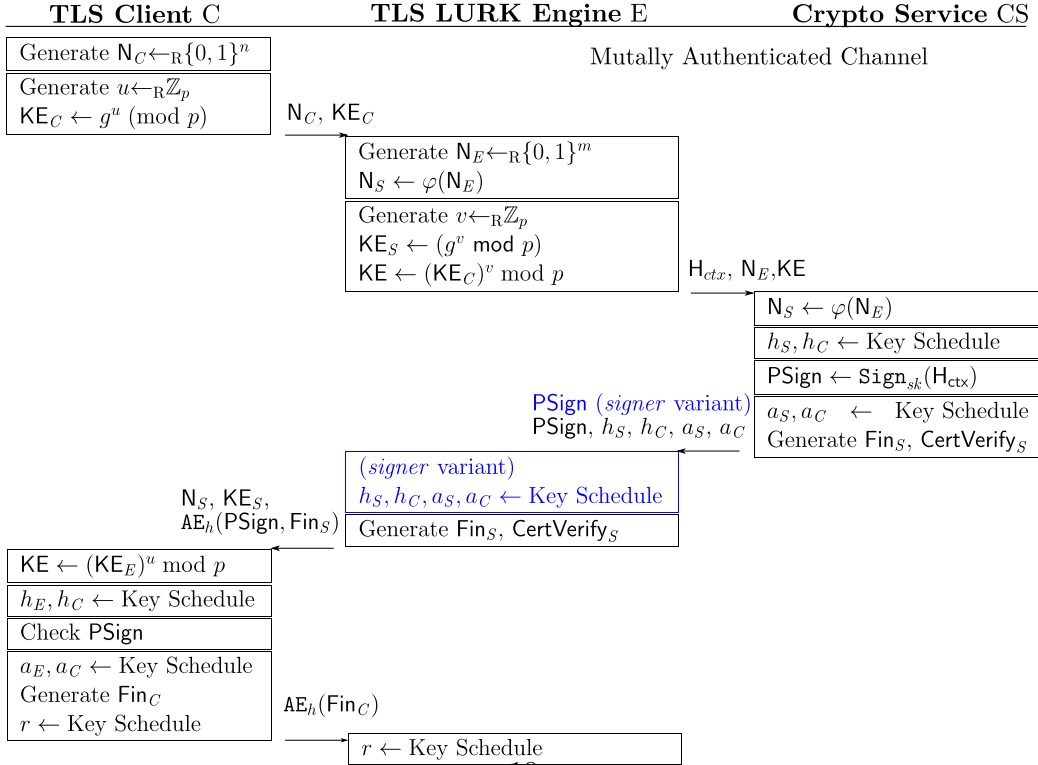 TLS Client C TLS LURK Engine E Crypto Service CS
Mutally Authenticated Channel
Generate N_C←_R{0, 1}^n
Generate u←_Rℤ_p
KE_C ← g^u (mod p)
N_C, KE_C
Generate N_E←_R{0, 1}^m
N_S ← φ(N_E)
Generate v←_Rℤ_p
KE_S ← (g^v mod p)
KE ← (KE_C)^v mod p
H_ctx, N_E,KE
N_S ← φ(N_E)
h_S, h_C ← Key Schedule
PSign ← Sign_sk(H_ctx)
a_S, a_C ← Key Schedule
Generate Fin_S, CertVerify_S
PSign (signer variant)
PSign, h_S, h_C, a_S, a_C
(signer variant)
h_S, h_C, a_S, a_C ← Key Schedule
Generate Fin_S, CertVerify_S
N_S, KE_S,
AE_h(PSign, Fin_S)
KE ← (KE_E)^u mod p
h_E, h_C ← Key Schedule
Check PSign
a_E, a_C ← Key Schedule
Generate Fin_C
r ← Key Schedule
AE_h(Fin_C)
r ← Key Schedule